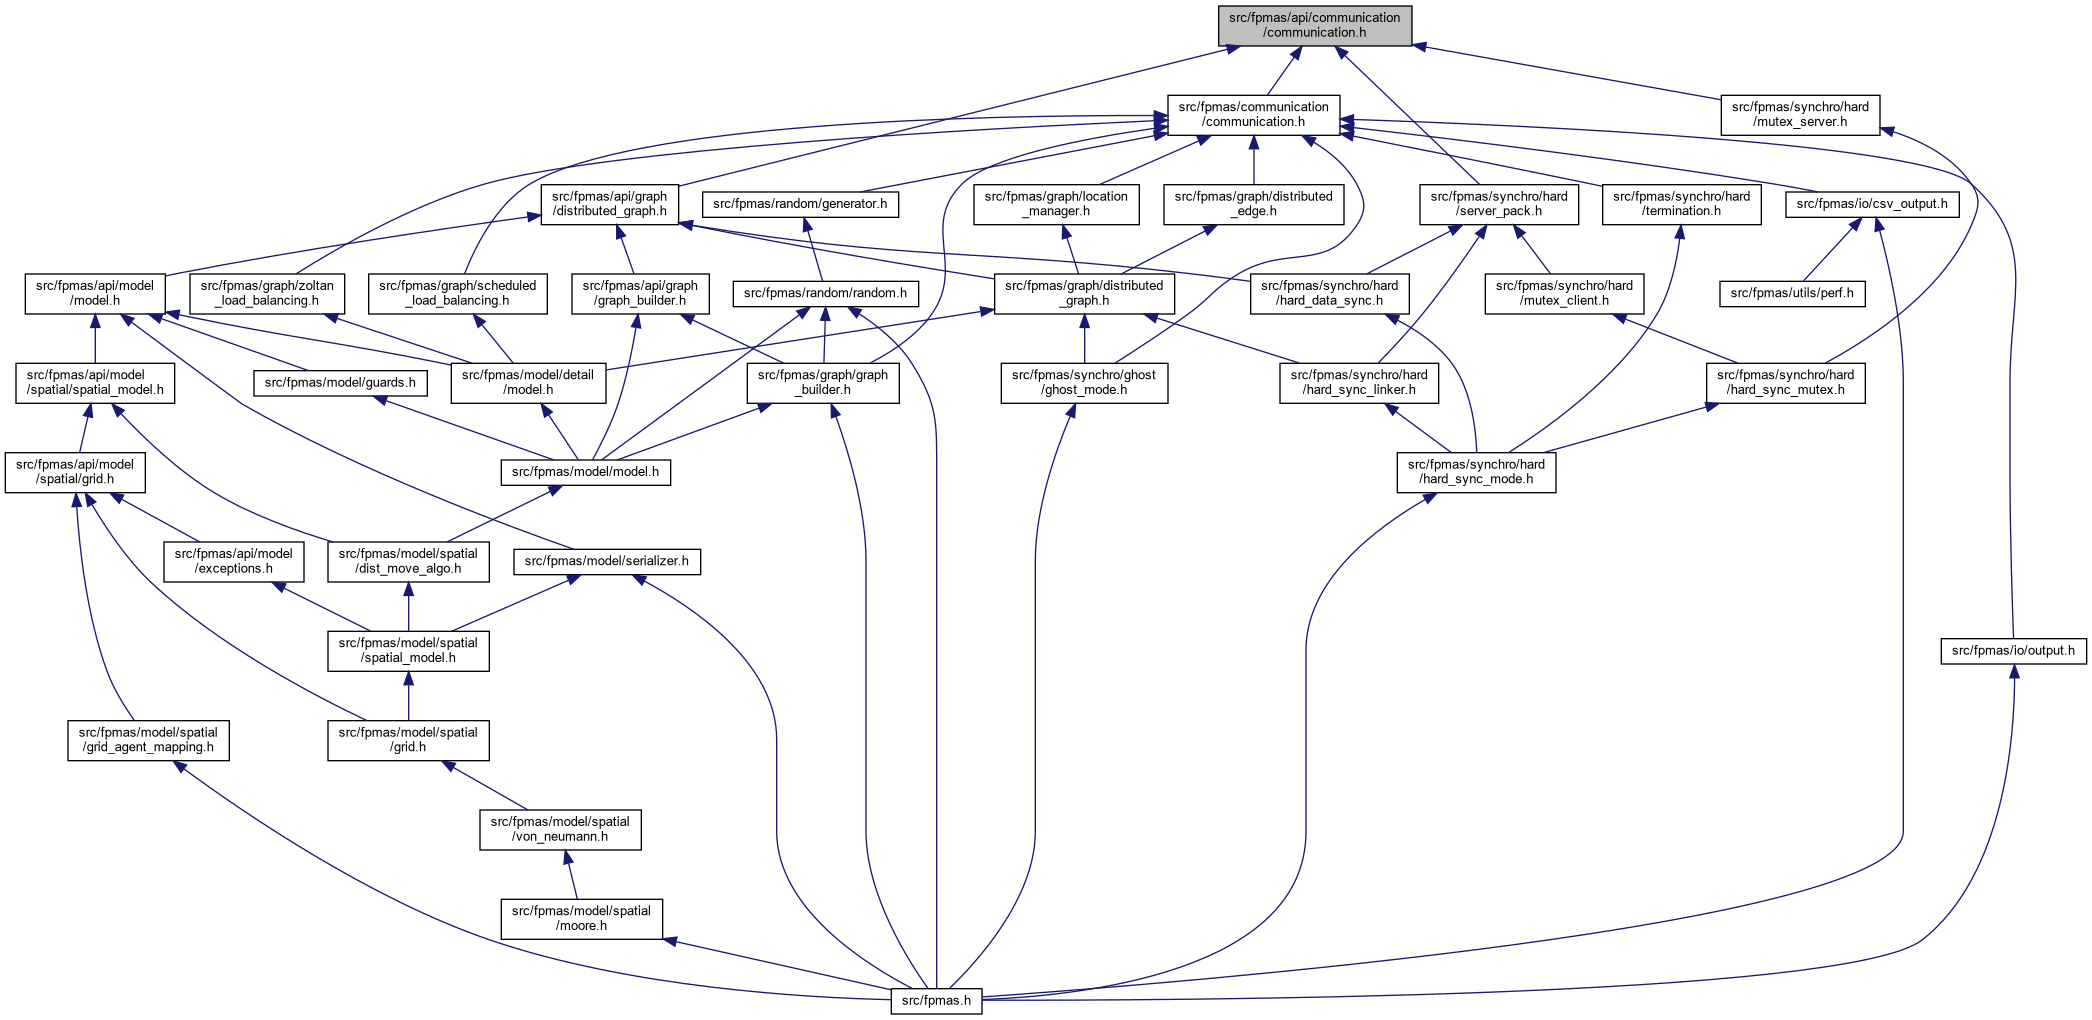 src/fpmas/api/communication
/communication.h
src/fpmas/communication
/communication.h
src/fpmas/synchro/hard
/mutex_server.h
src/fpmas/api/graph
/distributed_graph.h
src/fpmas/random/generator.h
src/fpmas/graph/location
_manager.h
src/fpmas/graph/distributed
_edge.h
src/fpmas/synchro/hard
/server_pack.h
src/fpmas/synchro/hard
/termination.h
src/fpmas/io/csv_output.h
src/fpmas/api/model
/model.h
src/fpmas/graph/zoltan
_load_balancing.h
src/fpmas/graph/scheduled
_load_balancing.h
src/fpmas/api/graph
/graph_builder.h
src/fpmas/random/random.h
src/fpmas/graph/distributed
_graph.h
src/fpmas/synchro/hard
/hard_data_sync.h
src/fpmas/synchro/hard
/mutex_client.h
src/fpmas/utils/perf.h
src/fpmas/api/model
/spatial/spatial_model.h
src/fpmas/model/guards.h
src/fpmas/model/detail
/model.h
src/fpmas/graph/graph
_builder.h
src/fpmas/synchro/ghost
/ghost_mode.h
src/fpmas/synchro/hard
/hard_sync_linker.h
src/fpmas/synchro/hard
/hard_sync_mutex.h
src/fpmas/api/model
/spatial/grid.h
src/fpmas/model/model.h
src/fpmas/synchro/hard
/hard_sync_mode.h
src/fpmas/api/model
/exceptions.h
src/fpmas/model/spatial
/dist_move_algo.h
src/fpmas/model/serializer.h
src/fpmas/model/spatial
/spatial_model.h
src/fpmas/io/output.h
src/fpmas/model/spatial
/grid_agent_mapping.h
src/fpmas/model/spatial
/grid.h
src/fpmas/model/spatial
/von_neumann.h
src/fpmas/model/spatial
/moore.h
src/fpmas.h